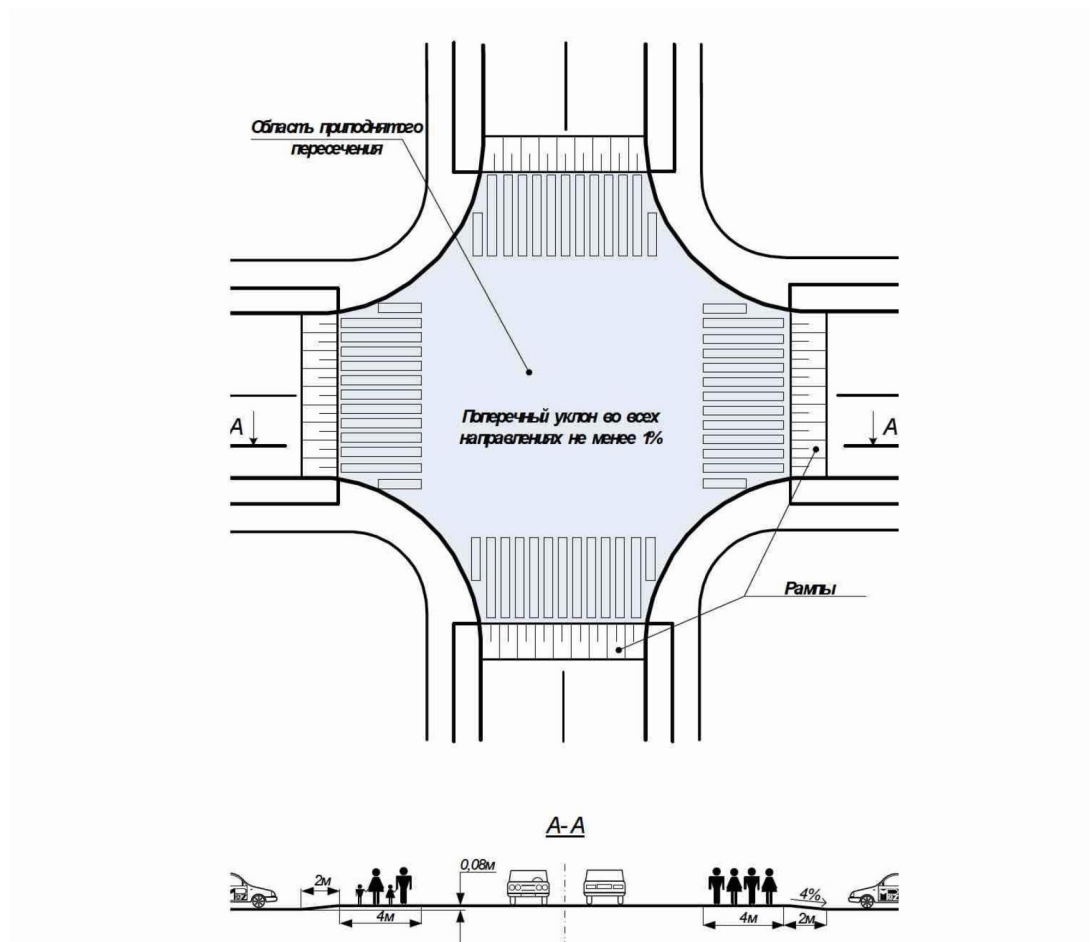 Область приподнятого
пересечения
Поперечный уклон во всех
направлениях не менее 1%
А
А
Рампы
А-А
2м
0,08м
4%
4м
4м
2м